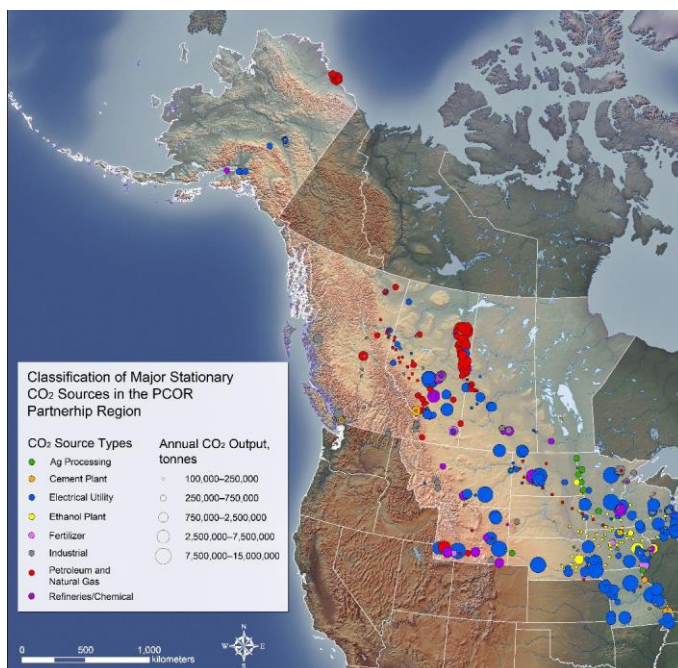 Classification of Major Stationary
CO₂ Sources in the PCOR
Partnerhip Region
CO₂ Source Types
Ag Processing
Cement Plant
Electrical Utility
Ethanol Plant
Fertilizer
Industrial
Petroleum and
Natural Gas
Refineries/Chemical
Annual CO₂ Output,
tonnes
100,000–250,000
250,000–750,000
750,000–2,500,000
2,500,000–7,500,000
7,500,000–15,000,000
0 500 1,000
kilometers
N
W E
S